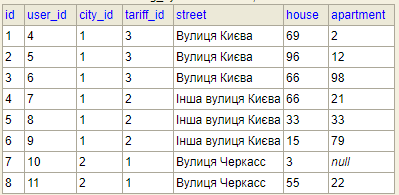 id user_id city_id tariff_id street house apartment
1 4 1 3 Вулиця Києва 69 2
2 5 1 3 Вулиця Києва 96 12
3 6 1 3 Вулиця Києва 66 98
4 7 1 2 Інша вулиця Києва 66 21
5 8 1 2 Інша вулиця Києва 33 33
6 9 1 2 Інша вулиця Києва 15 79
7 10 2 1 Вулиця Черкасс 3 null
8 11 2 1 Вулиця Черкасс 55 22